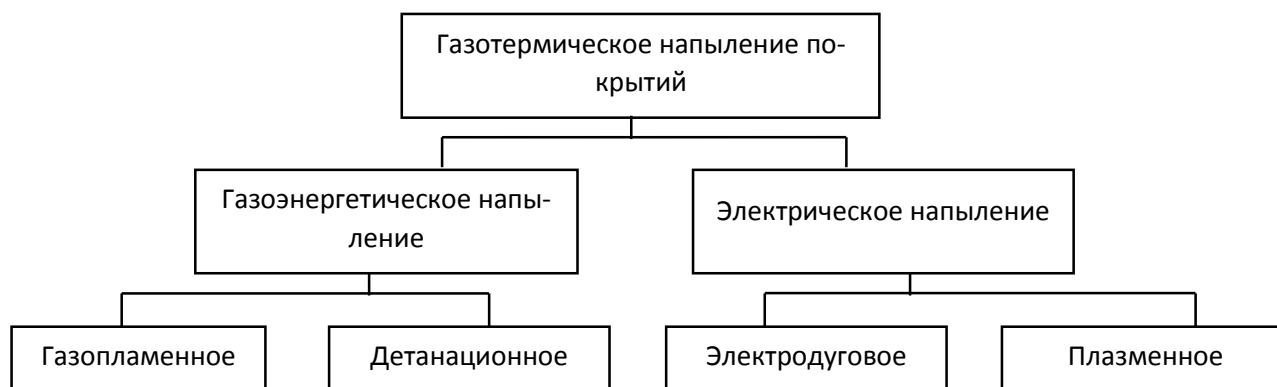 Газотермическое напыление по-
крытий
Газоэнергетическое напы-
ление
Электрическое напыление
Газопламенное
Детанационное
Электродуговое
Плазменное